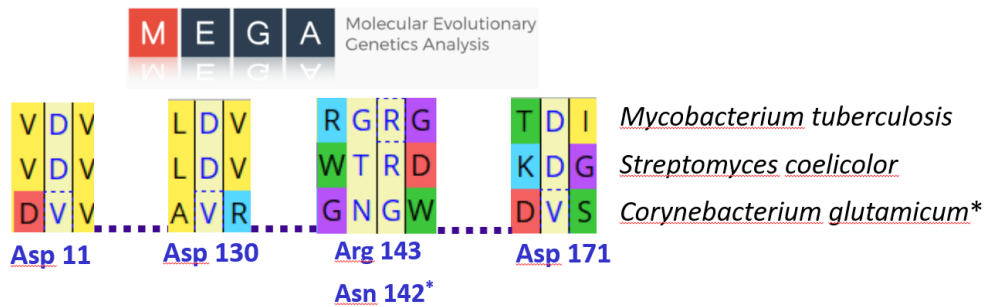 M E G A Molecular Evolutionary
Genetics Analysis
V D V L D V R G R G T D I Mycobacterium tuberculosis
V D V L D V W T R D K D G Streptomyces coelicolor
D V V A V R G N G W D V S Corynebacterium glutamicum*
Asp 11 Asp 130 Arg 143 Asp 171
Asn 142*